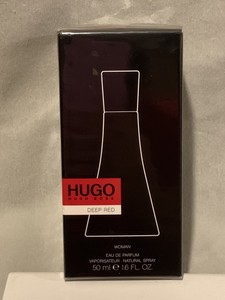 HUGO
HUGO BOSS
DEEP RED
WOMAN
EAU DE PARFUM
VAPORISATEUR NATURAL SPRAY
50 ml ℮ 1.6 FL. OZ.